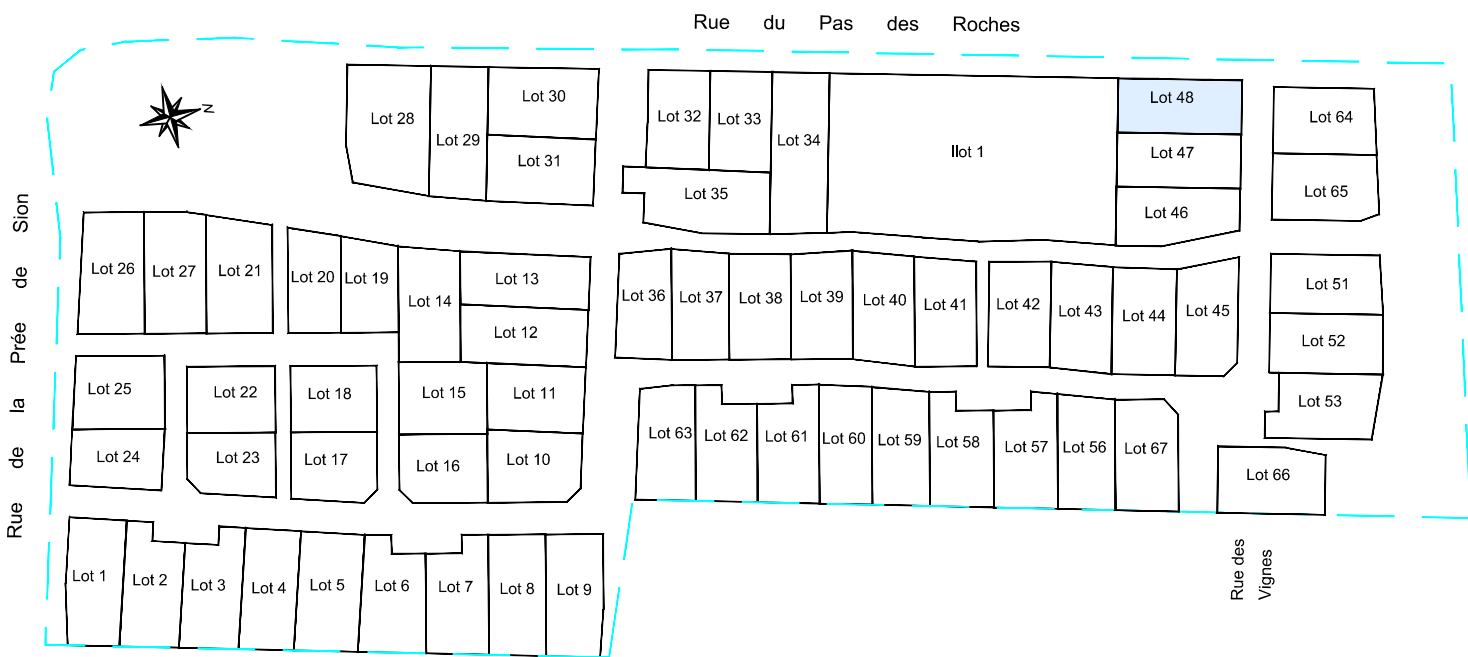 Rue du Pas des Roches
N
Lot 28
Lot 29
Lot 30
Lot 31
Lot 32
Lot 33
Lot 34
Lot 35
Ilot 1
Lot 48
Lot 47
Lot 46
Lot 64
Lot 65
Rue de la Prée de Sion
Lot 26
Lot 27
Lot 21
Lot 20
Lot 19
Lot 14
Lot 13
Lot 12
Lot 36
Lot 37
Lot 38
Lot 39
Lot 40
Lot 41
Lot 42
Lot 43
Lot 44
Lot 45
Lot 51
Lot 52
Lot 53
Lot 25
Lot 22
Lot 18
Lot 15
Lot 11
Lot 24
Lot 23
Lot 17
Lot 16
Lot 10
Lot 63
Lot 62
Lot 61
Lot 60
Lot 59
Lot 58
Lot 57
Lot 56
Lot 67
Lot 66
Lot 1
Lot 2
Lot 3
Lot 4
Lot 5
Lot 6
Lot 7
Lot 8
Lot 9
Rue des
Vignes